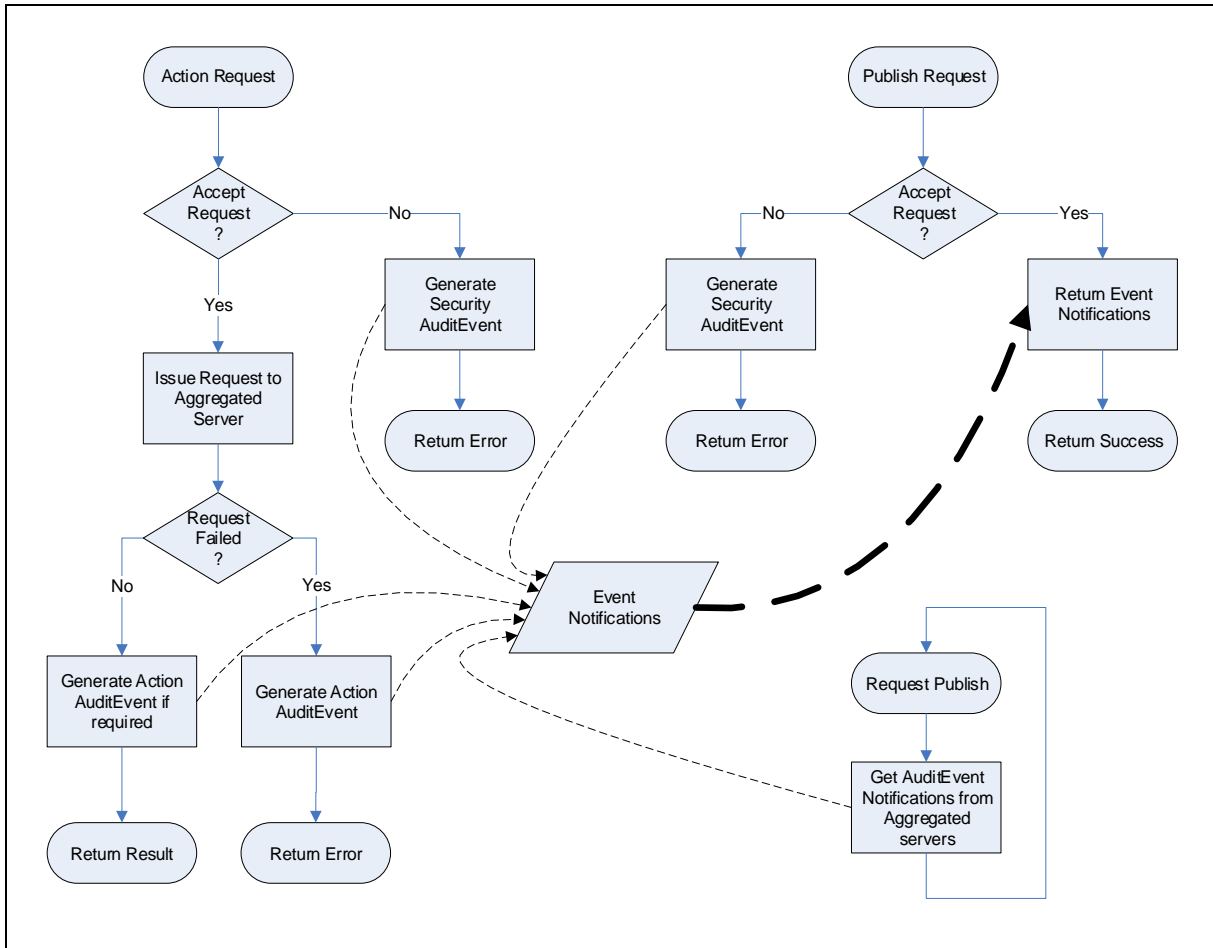 Action Request
Publish Request
Accept
Request
?
No
Accept
Request
?
No
Yes
Generate
Security
AuditEvent
Generate
Security
AuditEvent
Return Event
Notifications
Yes
Issue Request to
Aggregated
Server
Return Error
Return Error
Return Success
Request
Failed
?
No
Yes
Event
Notifications
Generate Action
AuditEvent if
required
Generate Action
AuditEvent
Request Publish
Get AuditEvent
Notifications from
Aggregated
servers
Return Result
Return Error